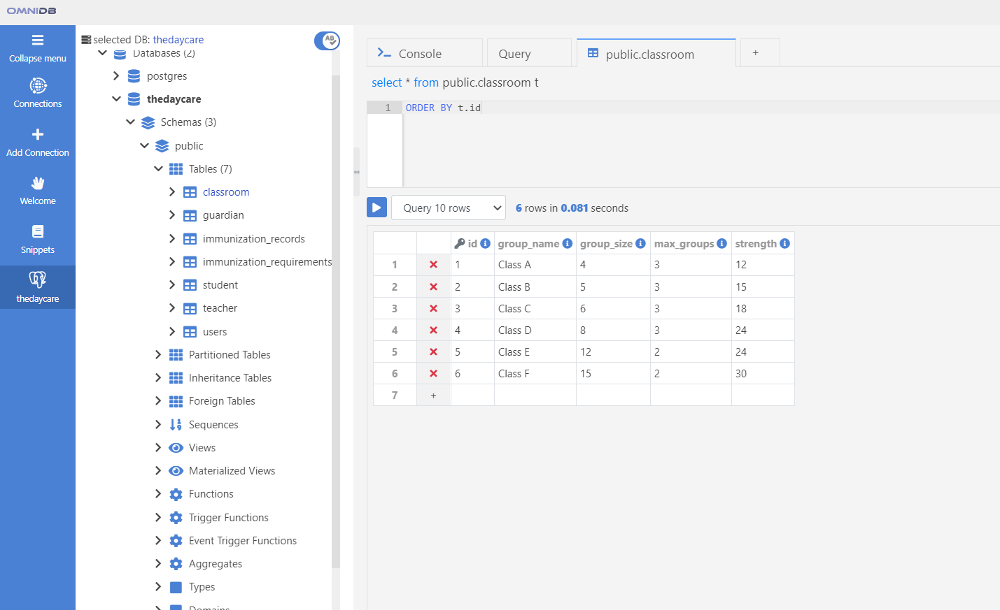 OMNIDB
Collapse menu
Connections
Add Connection
Welcome
Snippets
thedaycare
selected DB: thedaycare
AB
Databases (2)
postgres
thedaycare
Schemas (3)
public
Tables (7)
classroom
guardian
immunization_records
immunization_requirements
student
teacher
users
Partitioned Tables
Inheritance Tables
Foreign Tables
Sequences
Views
Materialized Views
Functions
Trigger Functions
Event Trigger Functions
Aggregates
Types
Domains
Console Query public.classroom +
select * from public.classroom t
1 ORDER BY t.id
Query 10 rows 6 rows in 0.081 seconds
id group_name group_size max_groups strength
1 1 Class A 4 3 12
2 2 Class B 5 3 15
3 3 Class C 6 3 18
4 4 Class D 8 3 24
5 5 Class E 12 2 24
6 6 Class F 15 2 30
7 +